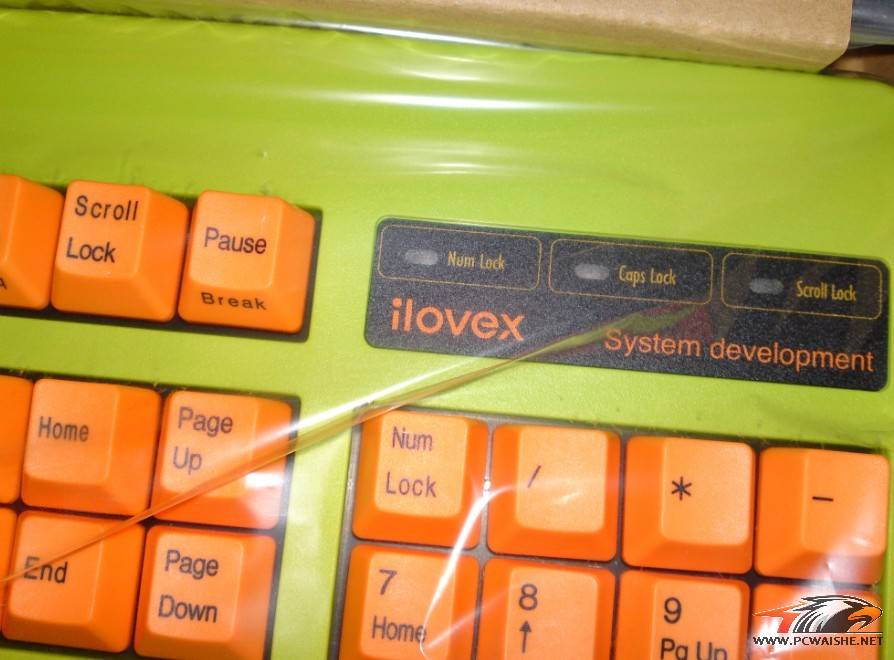 Scroll
Lock
Pause
Break
Num Lock
Caps Lock
Scroll Lock
ilovex
System development
Home
Page
Up
Num
Lock
/
*
−
End
Page
Down
7
Home
8
↑
9
Pg Up
WWW.PCWAISHE.NET